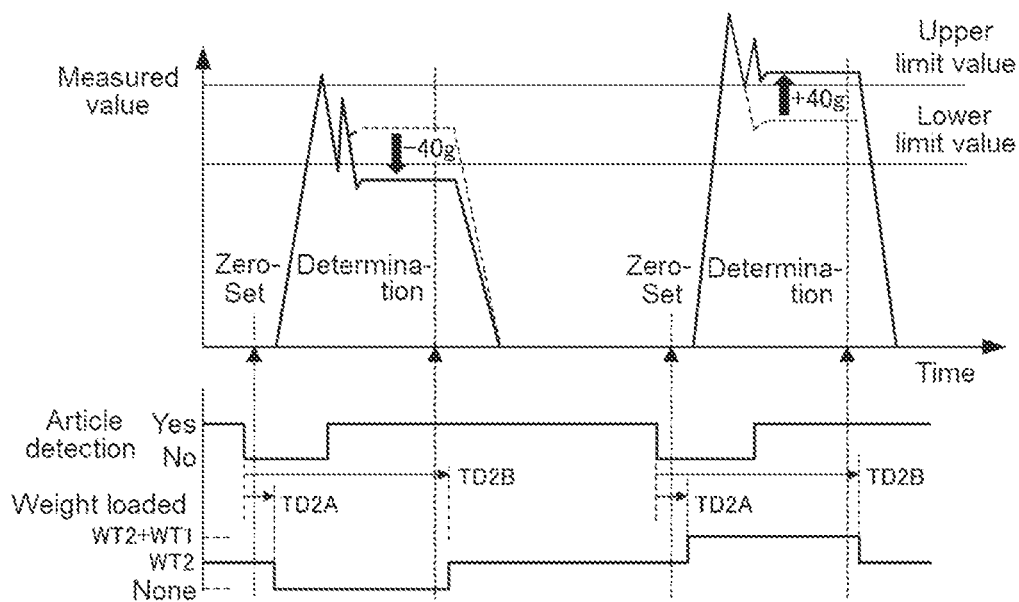 Upper
limit value
Measured
value
+40g
Lower
limit value
−40g
Zero- Determina-
Set tion
Zero- Determina-
Set tion
Time
Article Yes
detection No
TD2B
TD2B
TD2A
TD2A
Weight loaded
WT2+WT1
WT2
None